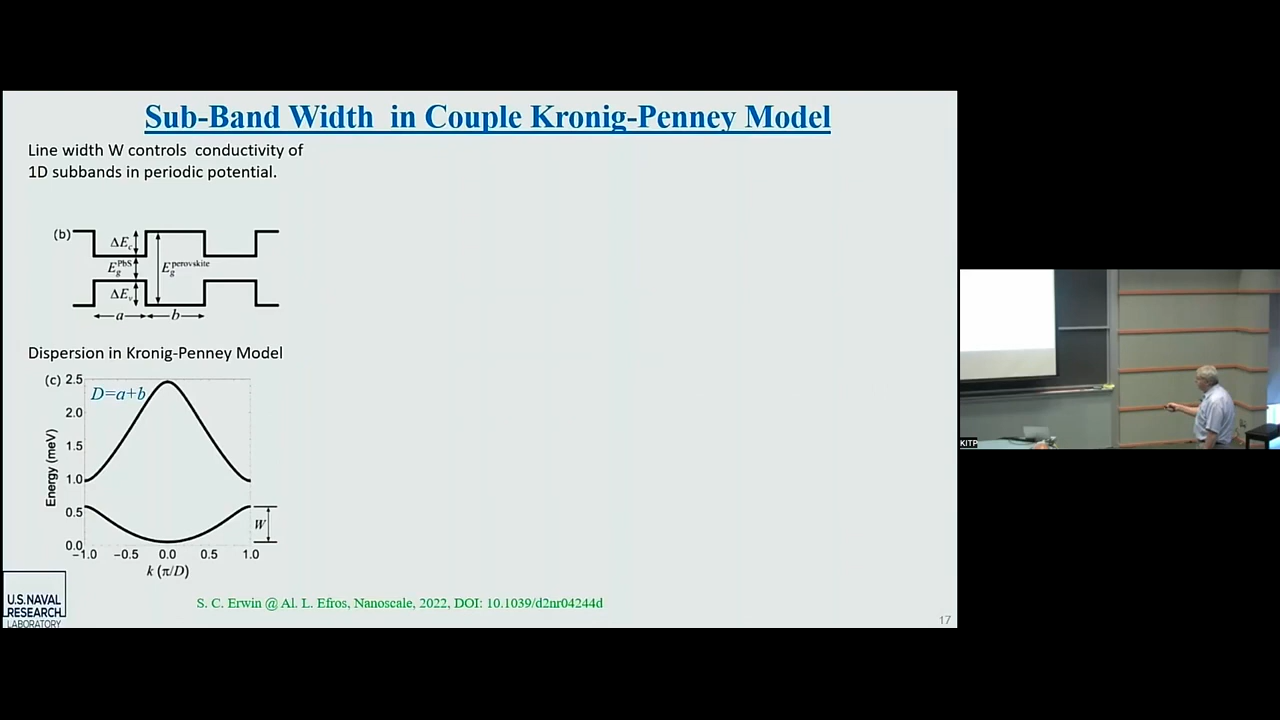 Sub-Band Width in Couple Kronig-Penney Model
Line width W controls conductivity of
1D subbands in periodic potential.
(b)
ΔE_c
E_g^PbS
E_g^perovskite
ΔE_v
a
b
Dispersion in Kronig-Penney Model
(c)
D=a+b
2.5
2.0
1.5
1.0
0.5
0.0
Energy (meV)
W
−1.0 −0.5 0.0 0.5 1.0
k (π/D)
U.S. NAVAL
RESEARCH
LABORATORY
S. C. Erwin @ Al. L. Efros, Nanoscale, 2022, DOI: 10.1039/d2nr04244d
17
KITP